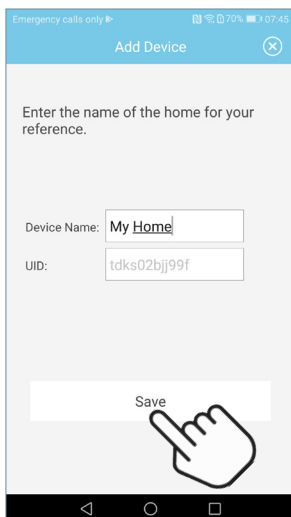 Emergency calls only
70% 07:45
Add Device
Enter the name of the home for your
reference.
Device Name: My Home
UID: tdks02bjj99f
Save